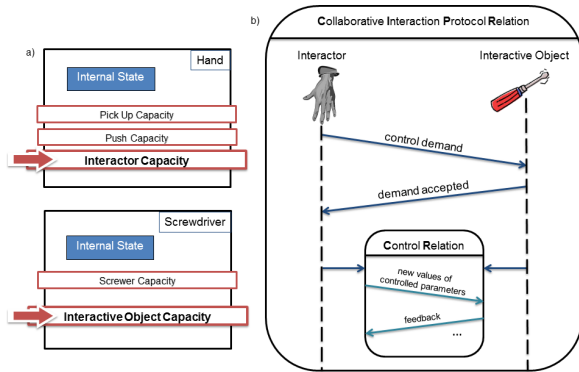 a)
Hand
Internal State
Pick Up Capacity
Push Capacity
Interactor Capacity
Screwdriver
Internal State
Screwer Capacity
Interactive Object Capacity
b)
Collaborative Interaction Protocol Relation
Interactor
Interactive Object
control demand
demand accepted
Control Relation
new values of
controlled parameters
feedback
...